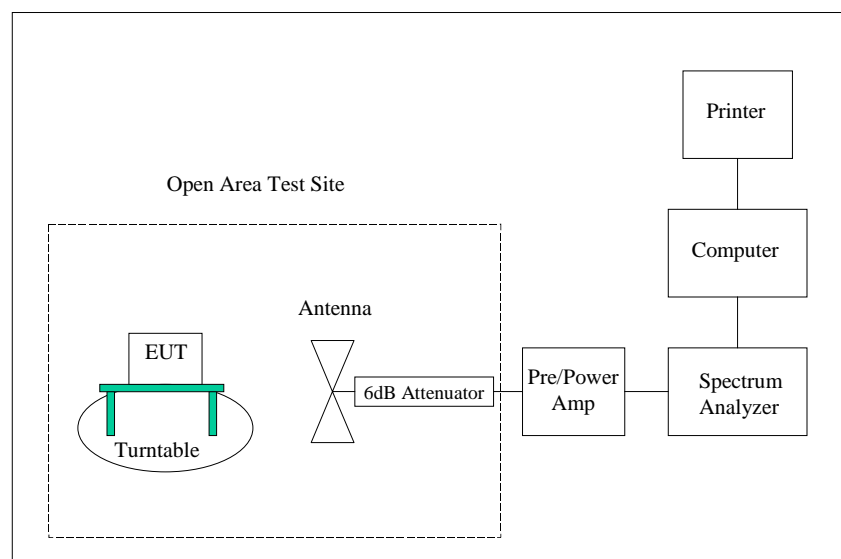 Printer
Open Area Test Site
Computer
Antenna
EUT
6dB Attenuator
Pre/Power
Amp
Spectrum
Analyzer
Turntable